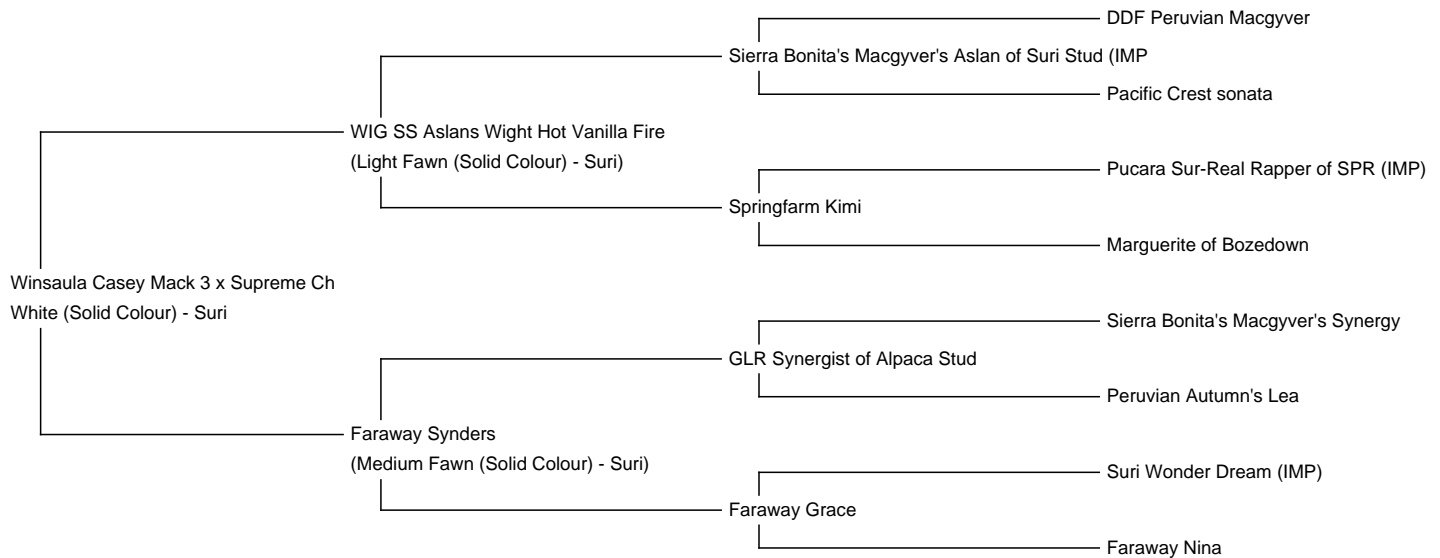 DDF Peruvian Macgyver
Sierra Bonita's Macgyver's Aslan of Suri Stud (IMP
Pacific Crest sonata
WIG SS Aslans Wight Hot Vanilla Fire
(Light Fawn (Solid Colour) - Suri)
Pucara Sur-Real Rapper of SPR (IMP)
Springfarm Kimi
Marguerite of Bozedown
Winsaula Casey Mack 3 x Supreme Ch
White (Solid Colour) - Suri
Sierra Bonita's Macgyver's Synergy
GLR Synergist of Alpaca Stud
Peruvian Autumn's Lea
Faraway Synders
(Medium Fawn (Solid Colour) - Suri)
Suri Wonder Dream (IMP)
Faraway Grace
Faraway Nina